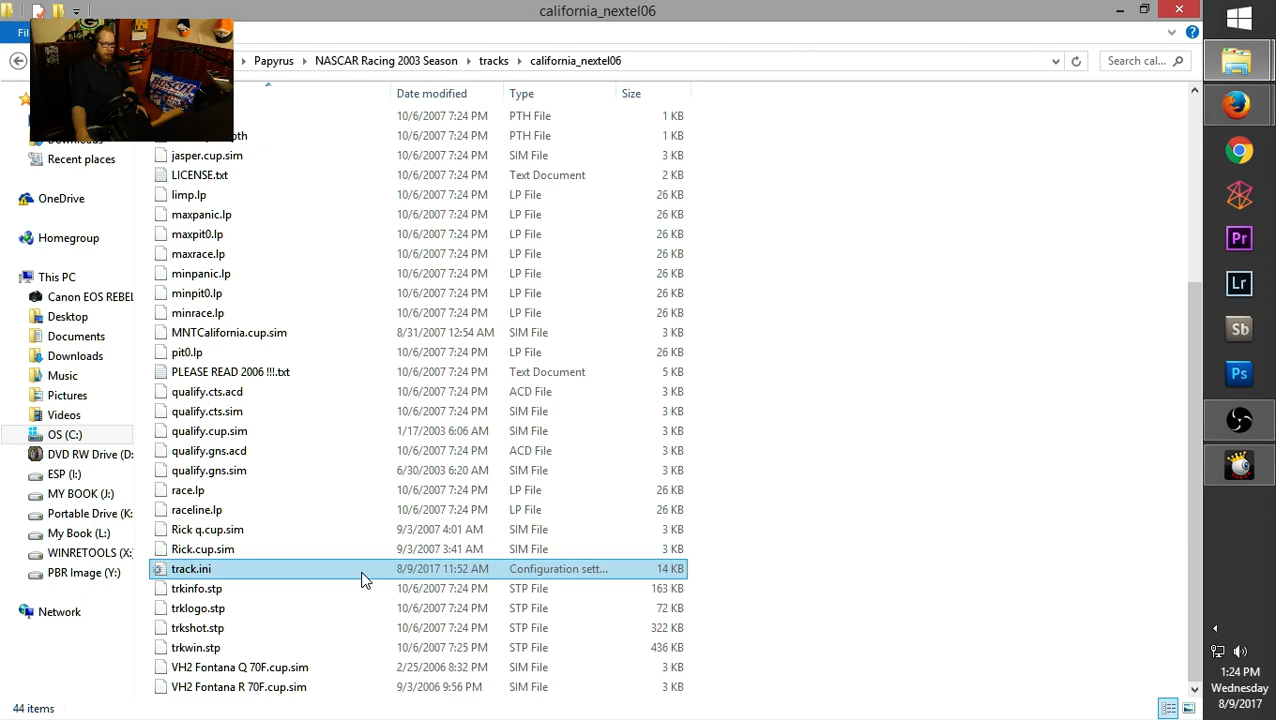 california_nextel06
Fil
Papyrus NASCAR Racing 2003 Season tracks california_nextel06 Search cal...
Date modified Type Size
10/6/2007 7:24 PM PTH File 1 KB
pth 10/6/2007 7:24 PM PTH File 1 KB
jasper.cup.sim 10/6/2007 7:24 PM SIM File 3 KB
LICENSE.txt 10/6/2007 7:24 PM Text Document 2 KB
limp.lp 10/6/2007 7:24 PM LP File 26 KB
maxpanic.lp 10/6/2007 7:24 PM LP File 26 KB
maxpit0.lp 10/6/2007 7:24 PM LP File 26 KB
maxrace.lp 10/6/2007 7:24 PM LP File 26 KB
minpanic.lp 10/6/2007 7:24 PM LP File 26 KB
minpit0.lp 10/6/2007 7:24 PM LP File 26 KB
minrace.lp 10/6/2007 7:24 PM LP File 26 KB
MNTCalifornia.cup.sim 8/31/2007 12:54 AM SIM File 3 KB
pit0.lp 10/6/2007 7:24 PM LP File 26 KB
PLEASE READ 2006 !!!.txt 10/6/2007 7:24 PM Text Document 5 KB
qualify.cts.acd 10/6/2007 7:24 PM ACD File 3 KB
qualify.cts.sim 10/6/2007 7:24 PM SIM File 3 KB
qualify.cup.sim 1/17/2003 6:06 AM SIM File 3 KB
qualify.gns.acd 10/6/2007 7:24 PM ACD File 3 KB
qualify.gns.sim 6/30/2003 6:20 AM SIM File 3 KB
race.lp 10/6/2007 7:24 PM LP File 26 KB
raceline.lp 10/6/2007 7:24 PM LP File 26 KB
Rick q.cup.sim 9/3/2007 4:01 AM SIM File 3 KB
Rick.cup.sim 9/3/2007 3:41 AM SIM File 3 KB
track.ini 8/9/2017 11:52 AM Configuration sett... 14 KB
trkinfo.stp 10/6/2007 7:24 PM STP File 163 KB
trklogo.stp 10/6/2007 7:24 PM STP File 72 KB
trkshot.stp 10/6/2007 7:24 PM STP File 322 KB
trkwin.stp 10/6/2007 7:25 PM STP File 436 KB
VH2 Fontana Q 70F.cup.sim 2/25/2006 8:32 PM SIM File 3 KB
VH2 Fontana R 70F.cup.sim 9/3/2006 9:56 PM SIM File 3 KB
Downloads
Recent places
OneDrive
Homegroup
This PC
Canon EOS REBEL
Desktop
Documents
Downloads
Music
Pictures
Videos
OS (C:)
DVD RW Drive (D:
ESP (I:)
MY BOOK (J:)
Portable Drive (K:
My Book (L:)
WINRETOOLS (X:
PBR Image (Y:)
Network
44 items
Pr
Lr
Sb
Ps
1:24 PM
Wednesday
8/9/2017